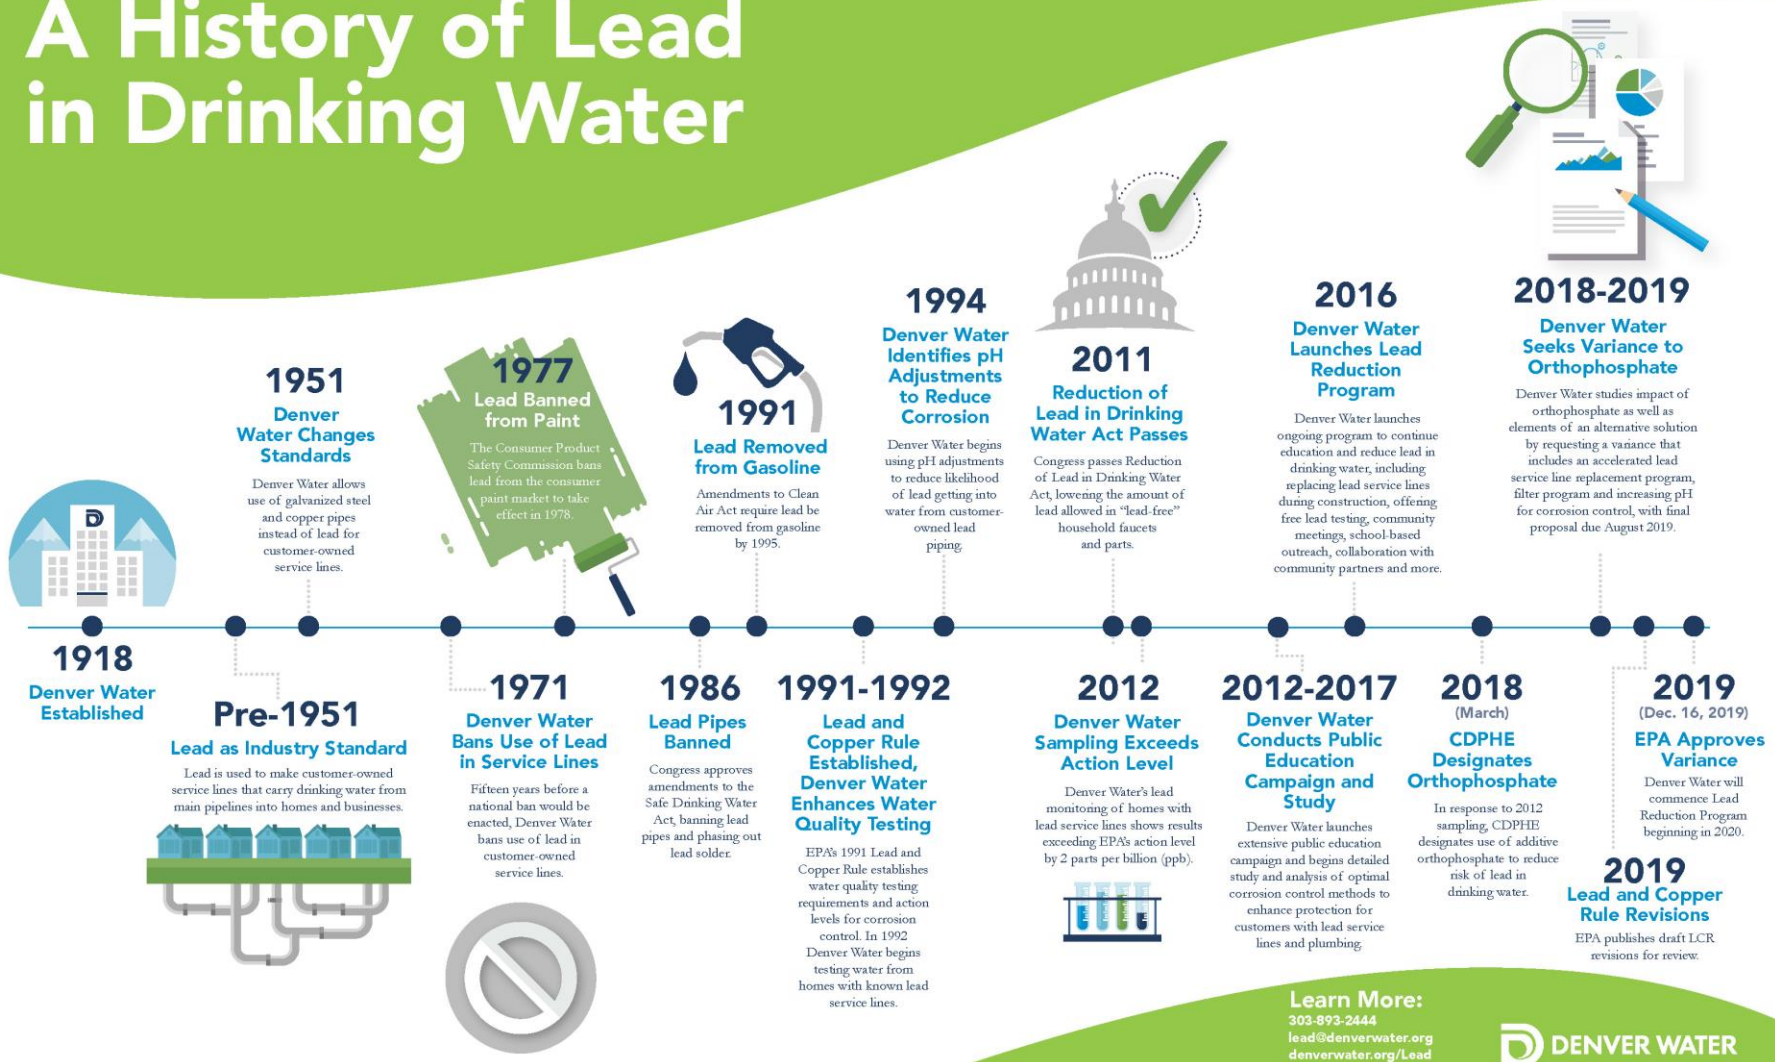 A History of Lead
in Drinking Water
1918
Denver Water
Established
Pre-1951
Lead as Industry Standard
Lead is used to make customer-owned
service lines that carry drinking water from
main pipelines into homes and businesses.
1951
Denver
Water Changes
Standards
Denver Water allows
use of galvanized steel
and copper pipes
instead of lead for
customer-owned
service lines.
1971
Denver Water
Bans Use of Lead
in Service Lines
Fifteen years before a
national ban would be
enacted, Denver Water
bans use of lead in
customer-owned
service lines.
1977
Lead Banned
from Paint
The Consumer Product
Safety Commission bans
lead from the consumer
paint market to take
effect in 1978.
1986
Lead Pipes
Banned
Congress approves
amendments to the
Safe Drinking Water
Act, banning lead
pipes and phasing out
lead solder.
1991
Lead Removed
from Gasoline
Amendments to Clean
Air Act require lead be
removed from gasoline
by 1995.
1991-1992
Lead and
Copper Rule
Established,
Denver Water
Enhances Water
Quality Testing
EPA's 1991 Lead and
Copper Rule establishes
water quality testing
requirements and action
levels for corrosion
control. In 1992
Denver Water begins
testing water from
homes with known lead
service lines.
1994
Denver Water
Identifies pH
Adjustments
to Reduce
Corrosion
Denver Water begins
using pH adjustments
to reduce likelihood
of lead getting into
water from customer-
owned lead
piping.
2011
Reduction of
Lead in Drinking
Water Act Passes
Congress passes Reduction
of Lead in Drinking Water
Act, lowering the amount of
lead allowed in "lead-free"
household faucets
and parts.
2012
Denver Water
Sampling Exceeds
Action Level
Denver Water's lead
monitoring of homes with
lead service lines shows results
exceeding EPA's action level
by 2 parts per billion (ppb).
2012-2017
Denver Water
Conducts Public
Education
Campaign and
Study
Denver Water launches
extensive public education
campaign and begins detailed
study and analysis of optimal
corrosion control methods to
enhance protection for
customers with lead service
lines and plumbing.
2016
Denver Water
Launches Lead
Reduction
Program
Denver Water launches
ongoing program to continue
education and reduce lead in
drinking water, including
replacing lead service lines
during construction, offering
free lead testing, community
meetings, school-based
outreach, collaboration with
community partners and more.
2018
(March)
CDPHE
Designates
Orthophosphate
In response to 2012
sampling, CDPHE
designates use of additive
orthophosphate to reduce
risk of lead in
drinking water.
2018-2019
Denver Water
Seeks Variance to
Orthophosphate
Denver Water studies impact of
orthophosphate as well as
elements of an alternative solution
by requesting a variance that
includes an accelerated lead
service line replacement program,
filter program and increasing pH
for corrosion control, with final
proposal due August 2019.
2019
(Dec. 16, 2019)
EPA Approves
Variance
Denver Water will
commence Lead
Reduction Program
beginning in 2020.
2019
Lead and Copper
Rule Revisions
EPA publishes draft LCR
revisions for review.
Learn More:
303-893-2444
lead@denverwater.org
denverwater.org/Lead
DENVER WATER